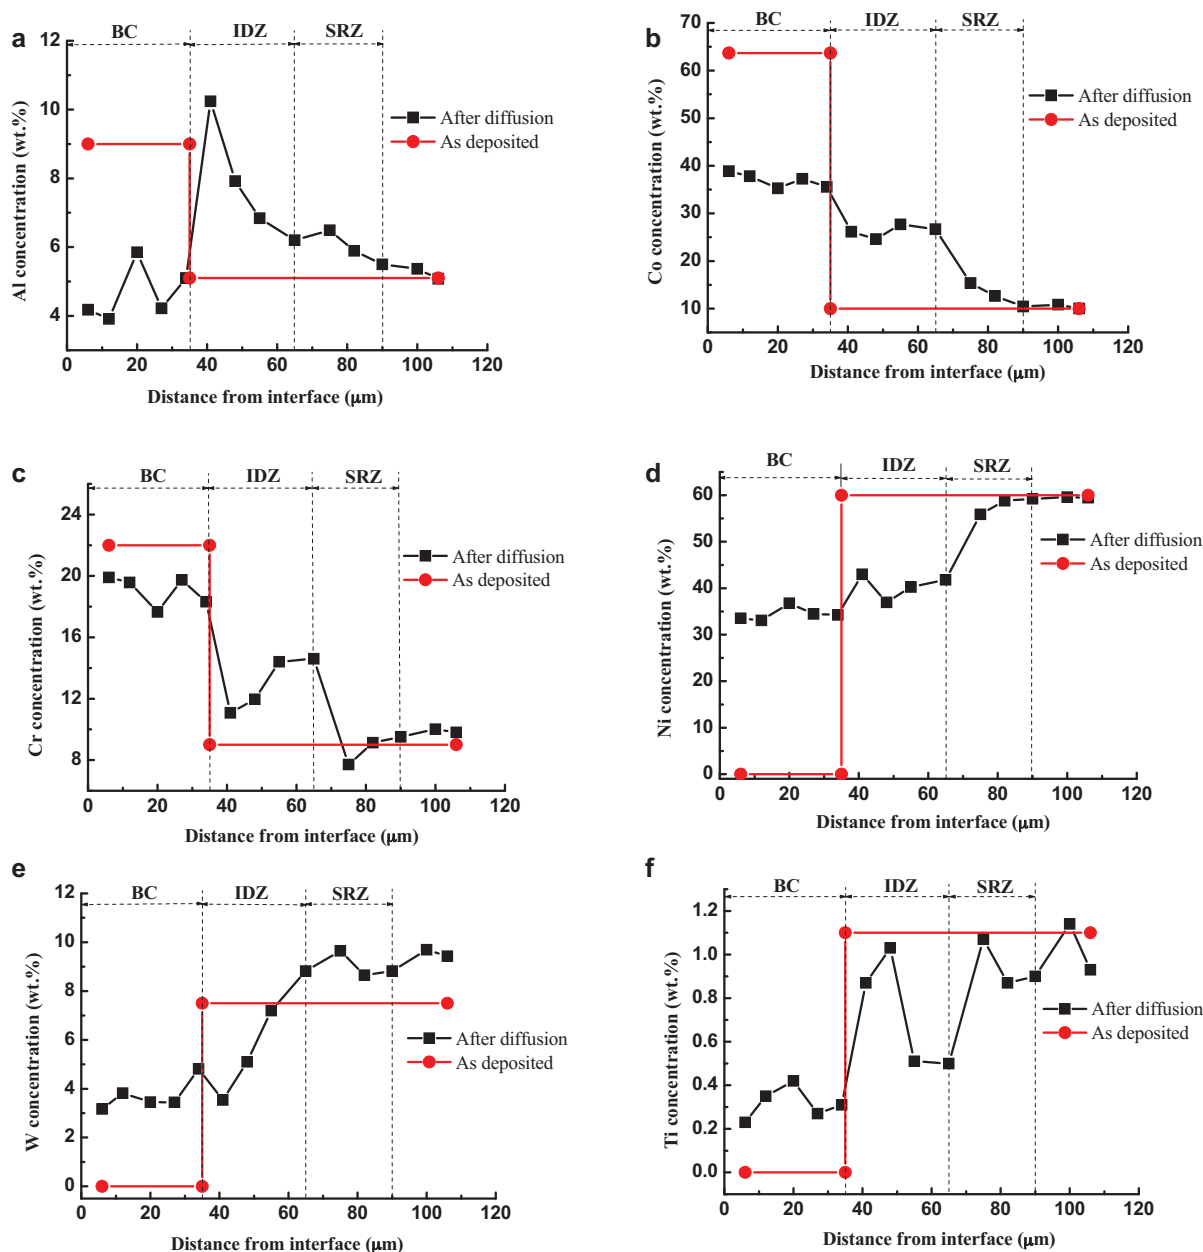 a
BC IDZ SRZ
12
10
8
6
4
Al concentration (wt.%)
After diffusion
As deposited
0 20 40 60 80 100 120
Distance from interface (μm)
b
BC IDZ SRZ
70
60
50
40
30
20
10
Co concentration (wt.%)
After diffusion
As deposited
0 20 40 60 80 100 120
Distance from interface (μm)
c
BC IDZ SRZ
24
20
16
12
8
Cr concentration (wt.%)
After diffusion
As deposited
0 20 40 60 80 100 120
Distance from interface (μm)
d
BC IDZ SRZ
60
50
40
30
20
10
0
Ni concentration (wt.%)
After diffusion
As deposited
0 20 40 60 80 100 120
Distance from interface (μm)
e
BC IDZ SRZ
12
10
8
6
4
2
0
W concentration (wt.%)
After diffusion
As deposited
0 20 40 60 80 100 120
Distance from interface (μm)
f
BC IDZ SRZ
1.2
1.0
0.8
0.6
0.4
0.2
0.0
Ti concentration (wt.%)
After diffusion
As deposited
0 20 40 60 80 100 120
Distance from interface (μm)